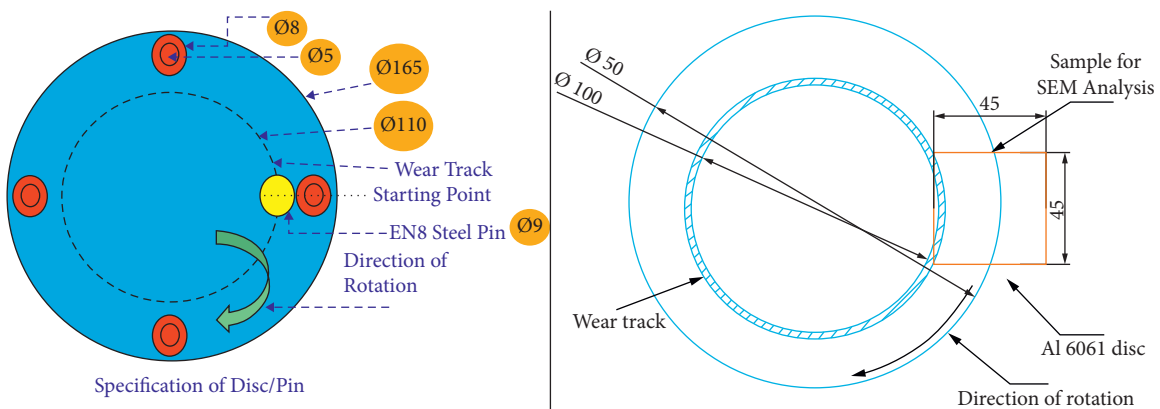 Ø8
Ø5
Ø165
Ø110
Wear Track
Starting Point
EN8 Steel Pin
Ø9
Direction of
Rotation
Specification of Disc/Pin
Ø 50
Ø 100
Sample for
SEM Analysis
45
45
Wear track
Al 6061 disc
Direction of rotation